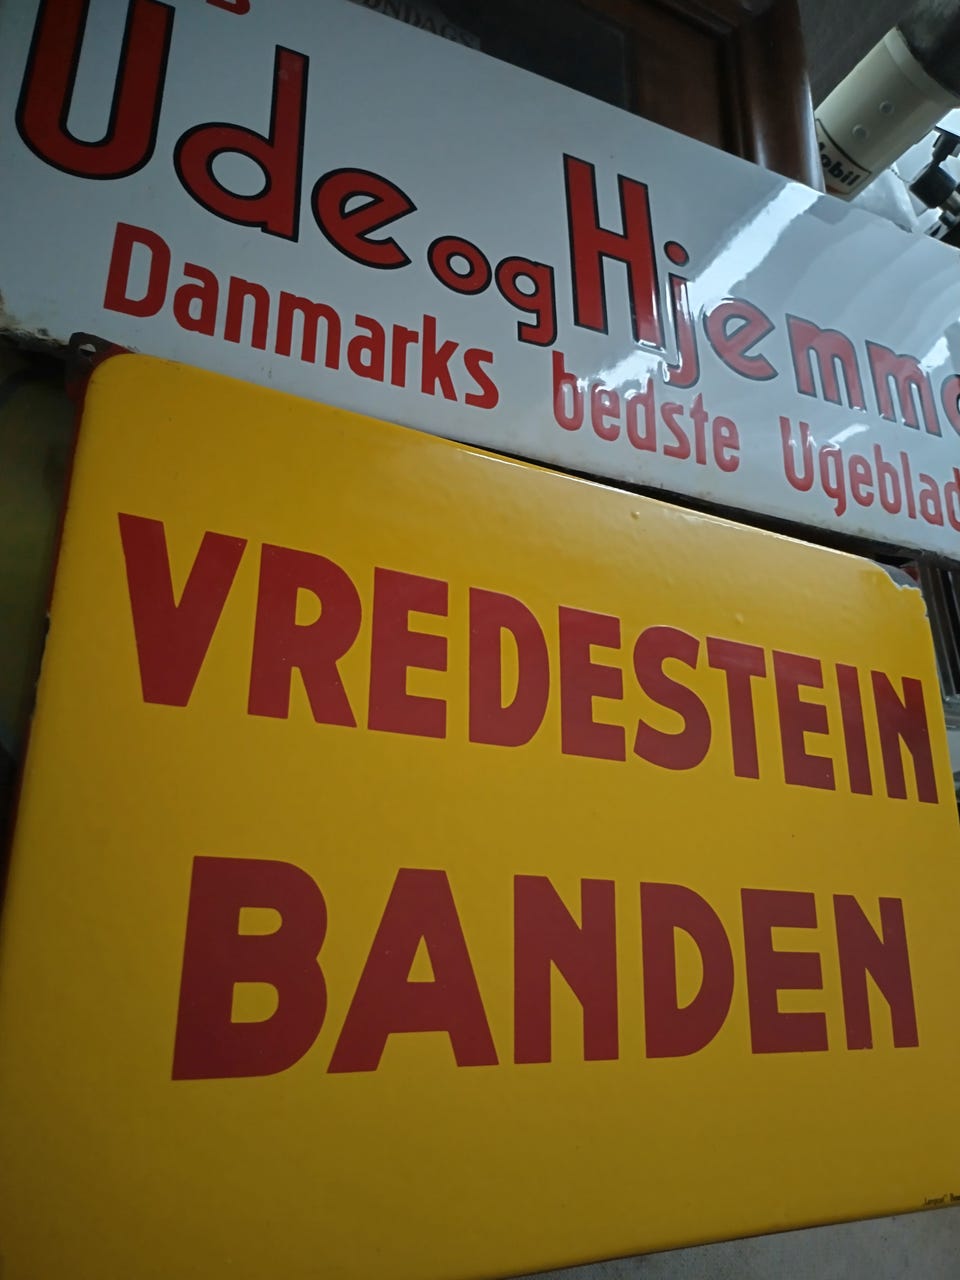 Ude og Hjemme
Danmarks bedste Ugeblad
VREDESTEIN
BANDEN